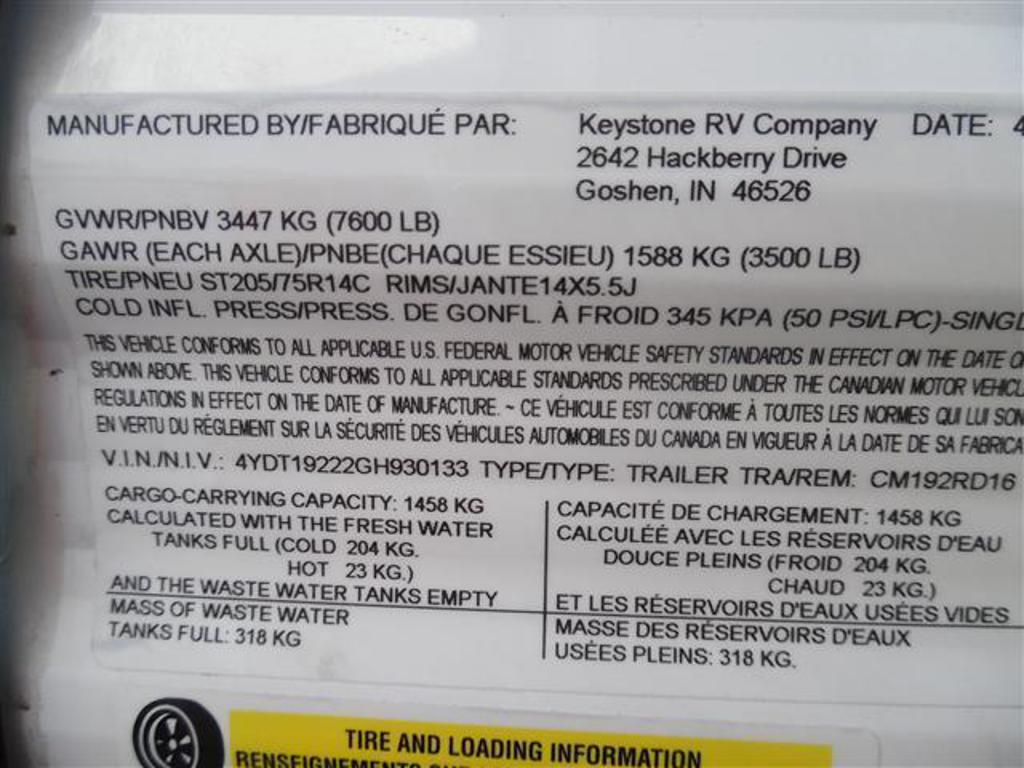 MANUFACTURED BY/FABRIQUÉ PAR: Keystone RV Company DATE: 4
2642 Hackberry Drive
Goshen, IN 46526
GVWR/PNBV 3447 KG (7600 LB)
GAWR (EACH AXLE)/PNBE(CHAQUE ESSIEU) 1588 KG (3500 LB)
TIRE/PNEU ST205/75R14C RIMS/JANTE14X5.5J
COLD INFL. PRESS/PRESS. DE GONFL. À FROID 345 KPA (50 PSI/LPC)-SINGL
THIS VEHICLE CONFORMS TO ALL APPLICABLE U.S. FEDERAL MOTOR VEHICLE SAFETY STANDARDS IN EFFECT ON THE DATE O
SHOWN ABOVE. THIS VEHICLE CONFORMS TO ALL APPLICABLE STANDARDS PRESCRIBED UNDER THE CANADIAN MOTOR VEHICL
REGULATIONS IN EFFECT ON THE DATE OF MANUFACTURE. ~ CE VÉHICULE EST CONFORME À TOUTES LES NORMES QUI LUI SON
EN VERTU DU RÉGLEMENT SUR LA SÉCURITÉ DES VÉHICULES AUTOMOBILES DU CANADA EN VIGUEUR À LA DATE DE SA FABRICA
V.I.N./N.I.V.: 4YDT19222GH930133 TYPE/TYPE: TRAILER TRA/REM: CM192RD16
CARGO-CARRYING CAPACITY: 1458 KG
CALCULATED WITH THE FRESH WATER
TANKS FULL (COLD 204 KG.
HOT 23 KG.)
AND THE WASTE WATER TANKS EMPTY
MASS OF WASTE WATER
TANKS FULL: 318 KG
CAPACITÉ DE CHARGEMENT: 1458 KG
CALCULÉÉ AVEC LES RÉSERVOIRS D'EAU
DOUCE PLEINS (FROID 204 KG.
CHAUD 23 KG.)
ET LES RÉSERVOIRS D'EAUX USÉES VIDES
MASSE DES RÉSERVOIRS D'EAUX
USÉES PLEINS: 318 KG.
TIRE AND LOADING INFORMATION
RENSEIGNEMENTS